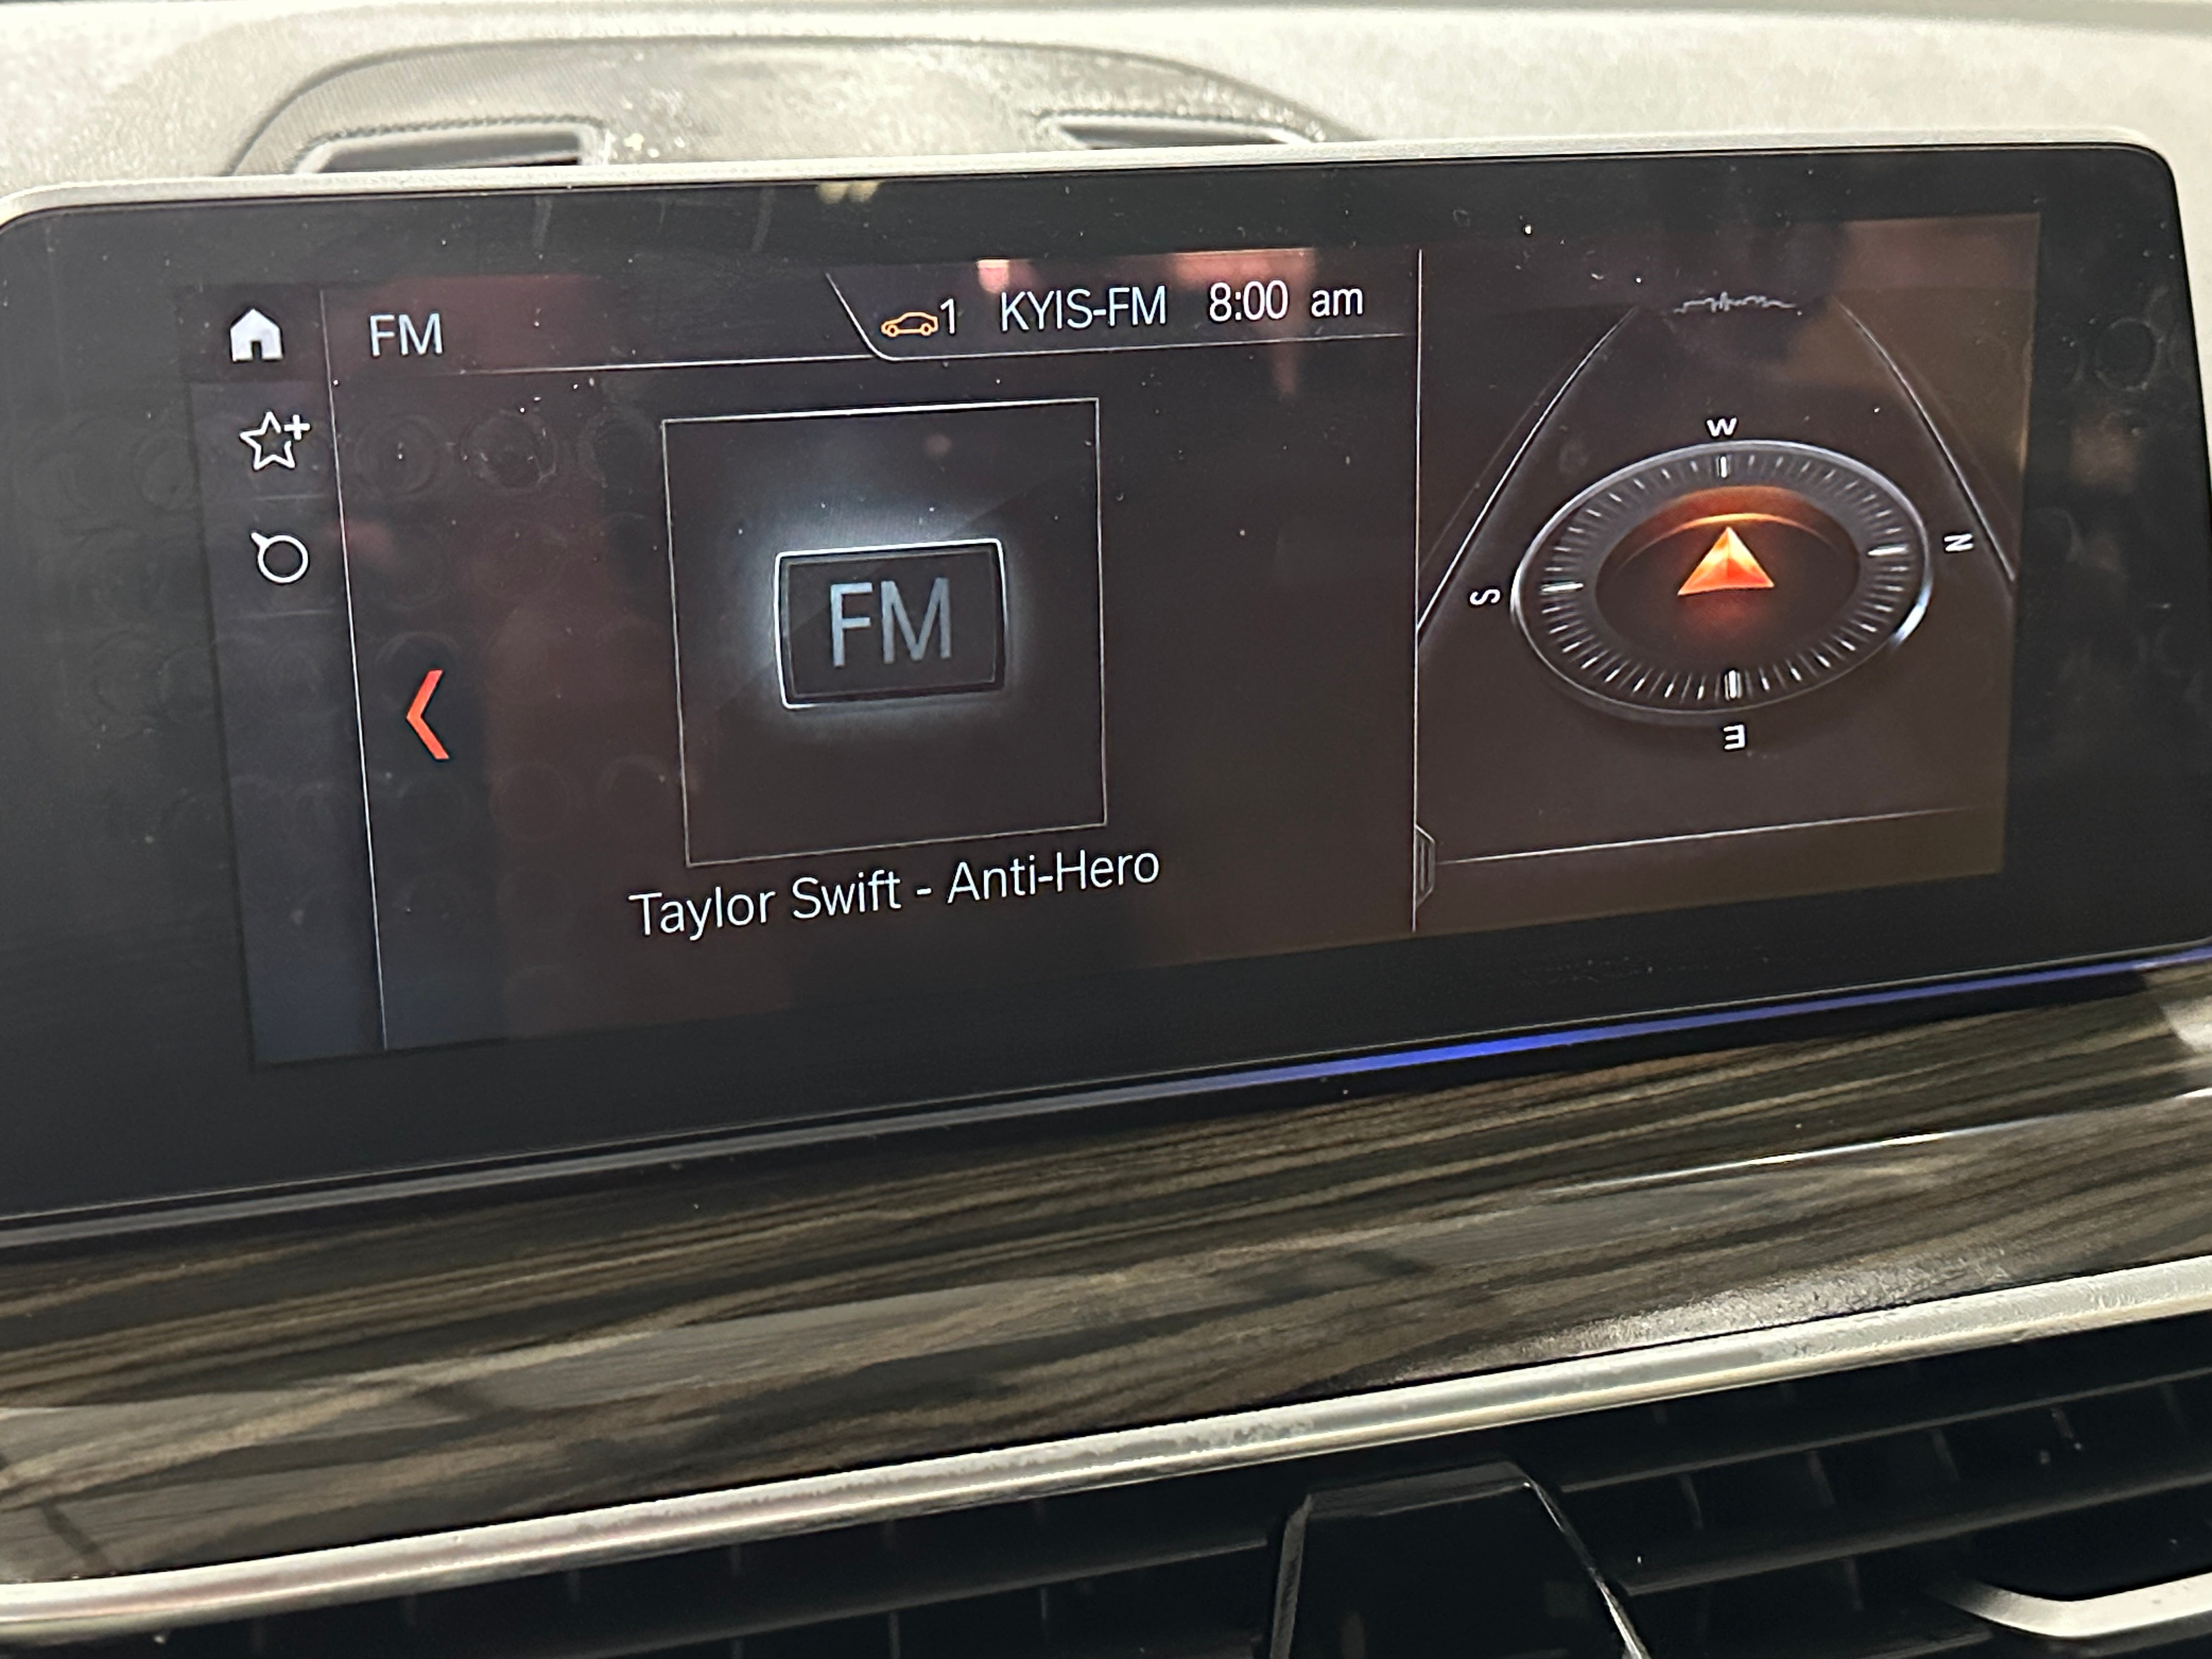 FM
1 KYIS-FM 8:00 am
FM
Taylor Swift - Anti-Hero
W
N
S
E